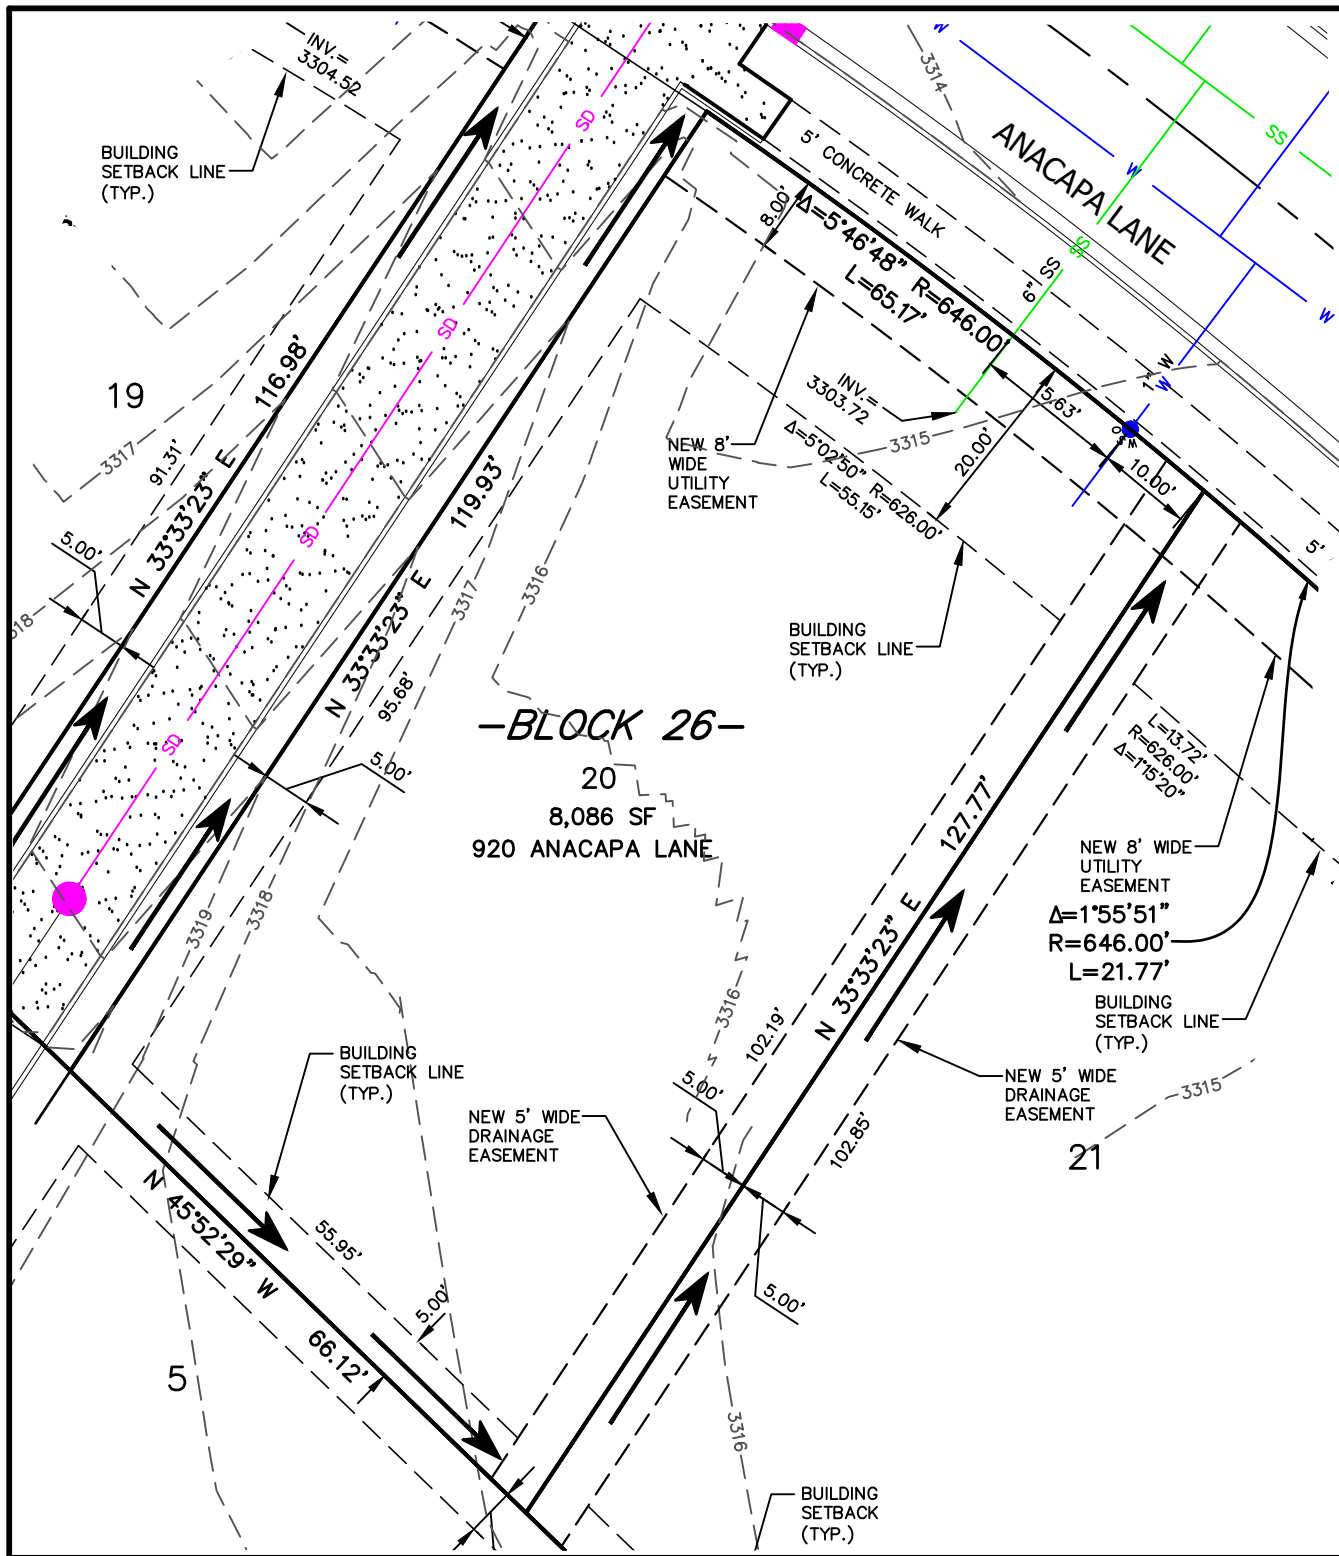 INV.=
3304.52
BUILDING
SETBACK LINE
(TYP.)
SD
3314
W
W
W
W
SS
ANACAPA LANE
5' CONCRETE WALK
8.00'
Δ=5°46'48" R=646.00'
L=65.17'
6" SS
SS
1" W
W
SD
19
116.98'
91.31'
N 33°33'23" E
3317
5.00'
SD
119.93'
N 33°33'23" E
95.68'
3317
3316
INV.=
3303.72
3315
Δ=5°02'50" R=626.00'
L=55.15'
20.00'
10.00'
5'
NEW 8'
WIDE
UTILITY
EASEMENT
BUILDING
SETBACK LINE
(TYP.)
SD
5.00'
-BLOCK 26-
20
8,086 SF
920 ANACAPA LANE
127.77'
N 33°33'23" E
L=13.72'
R=626.00'
Δ=1°15'20"
NEW 8' WIDE
UTILITY
EASEMENT
Δ=1°55'51"
R=646.00'
L=21.77'
BUILDING
SETBACK LINE
(TYP.)
3319
3318
3316
102.19'
BUILDING
SETBACK LINE
(TYP.)
NEW 5' WIDE
DRAINAGE
EASEMENT
5.00'
102.85'
NEW 5' WIDE
DRAINAGE
EASEMENT
3315
21
N 45°52'29" W
66.12'
55.95'
5.00'
5.00'
5
3316
BUILDING
SETBACK
(TYP.)